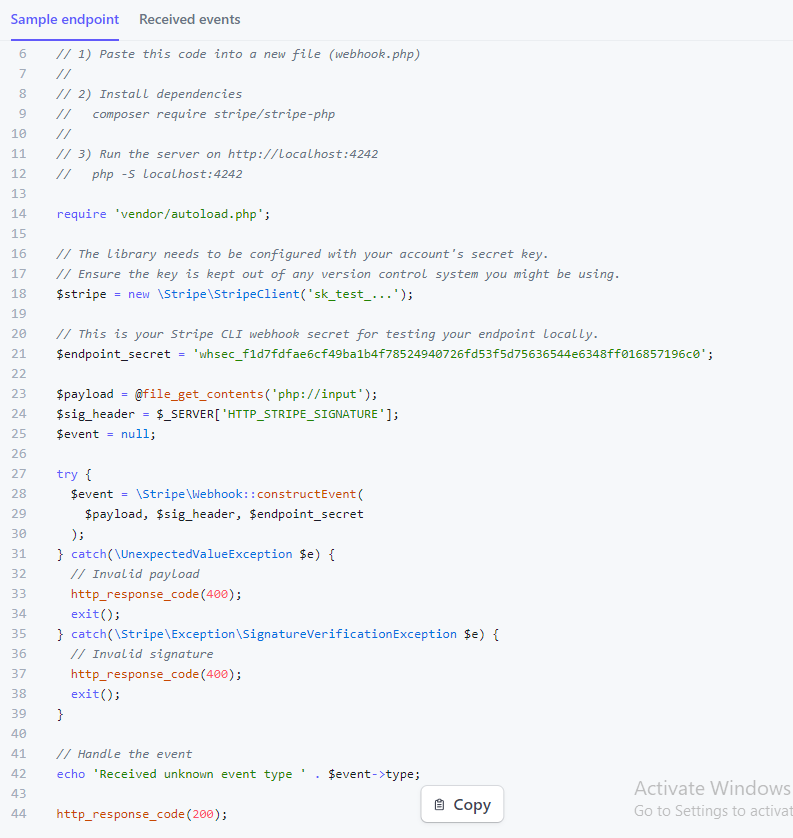 Sample endpoint Received events
6 // 1) Paste this code into a new file (webhook.php)
7 //
8 // 2) Install dependencies
9 //   composer require stripe/stripe-php
10 //
11 // 3) Run the server on http://localhost:4242
12 //   php -S localhost:4242
13
14 require 'vendor/autoload.php';
15
16 // The library needs to be configured with your account's secret key.
17 // Ensure the key is kept out of any version control system you might be using.
18 $stripe = new \Stripe\StripeClient('sk_test_...');
19
20 // This is your Stripe CLI webhook secret for testing your endpoint locally.
21 $endpoint_secret = 'whsec_f1d7fdfae6cf49ba1b4f78524940726fd53f5d75636544e6348ff016857196c0';
22
23 $payload = @file_get_contents('php://input');
24 $sig_header = $_SERVER['HTTP_STRIPE_SIGNATURE'];
25 $event = null;
26
27 try {
28   $event = \Stripe\Webhook::constructEvent(
29     $payload, $sig_header, $endpoint_secret
30   );
31 } catch(\UnexpectedValueException $e) {
32   // Invalid payload
33   http_response_code(400);
34   exit();
35 } catch(\Stripe\Exception\SignatureVerificationException $e) {
36   // Invalid signature
37   http_response_code(400);
38   exit();
39 }
40
41 // Handle the event
42 echo 'Received unknown event type ' . $event->type;
43
44 http_response_code(200);
Copy
Activate Windows
Go to Settings to activat